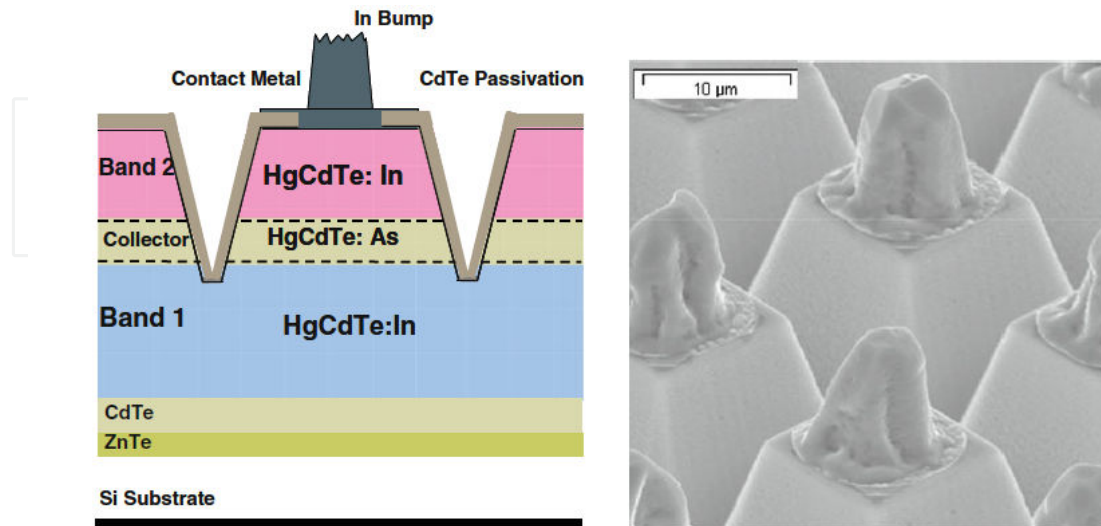 In Bump
Contact Metal
CdTe Passivation
Band 2
HgCdTe: In
Collector
HgCdTe: As
Band 1
HgCdTe:In
CdTe
ZnTe
Si Substrate
10 µm